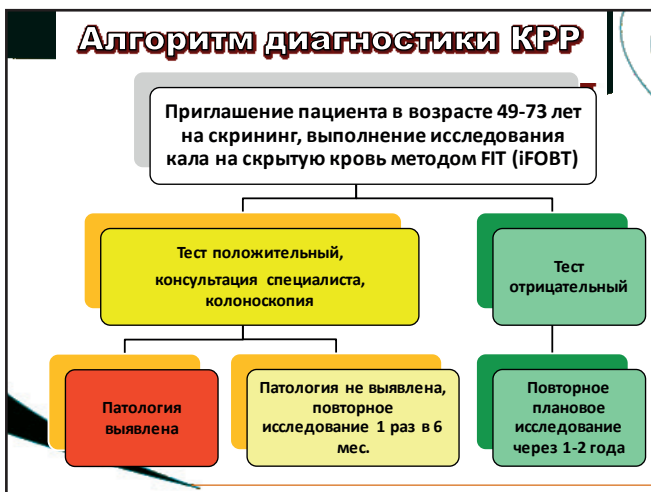 Алгоритм диагностики КРР
Приглашение пациента в возрасте 49-73 лет
на скрининг, выполнение исследования
кала на скрытую кровь методом FIT (iFOBT)
Тест положительный,
консультация специалиста,
колоноскопия
Тест
отрицательный
Патология
выявлена
Патология не выявлена,
повторное
исследование 1 раз в 6
мес.
Повторное
плановое
исследование
через 1-2 года